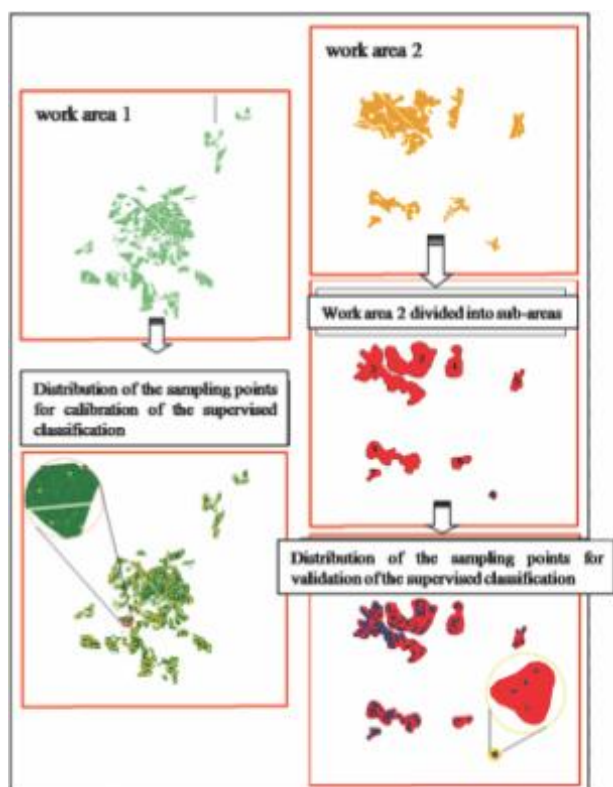 work area 1
Distribution of the sampling points
for calibration of the supervised
classification
work area 2
Work area 2 divided into sub-areas
Distribution of the sampling points for
validation of the supervised classification